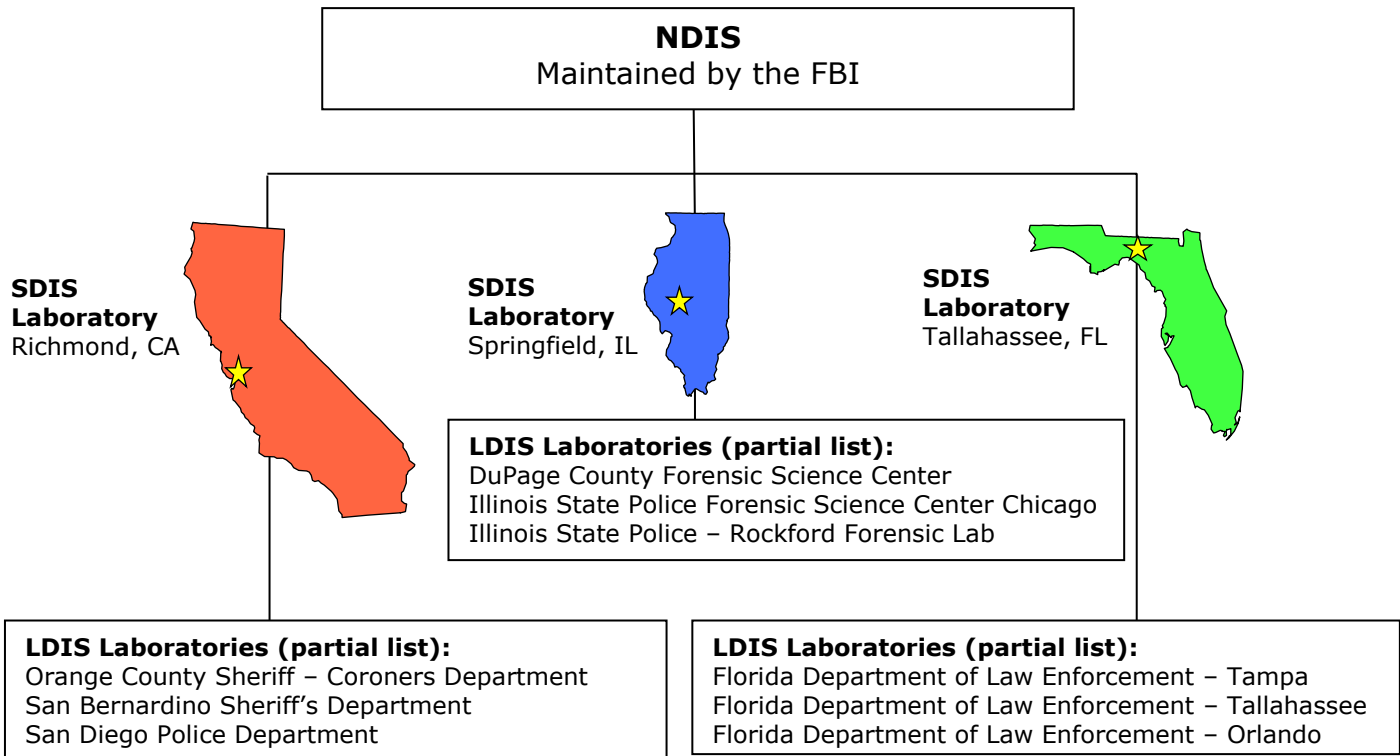 NDIS
Maintained by the FBI
SDIS
Laboratory
Richmond, CA
SDIS
Laboratory
Springfield, IL
SDIS
Laboratory
Tallahassee, FL
LDIS Laboratories (partial list):
DuPage County Forensic Science Center
Illinois State Police Forensic Science Center Chicago
Illinois State Police – Rockford Forensic Lab
LDIS Laboratories (partial list):
Orange County Sheriff – Coroners Department
San Bernardino Sheriff’s Department
San Diego Police Department
LDIS Laboratories (partial list):
Florida Department of Law Enforcement – Tampa
Florida Department of Law Enforcement – Tallahassee
Florida Department of Law Enforcement – Orlando